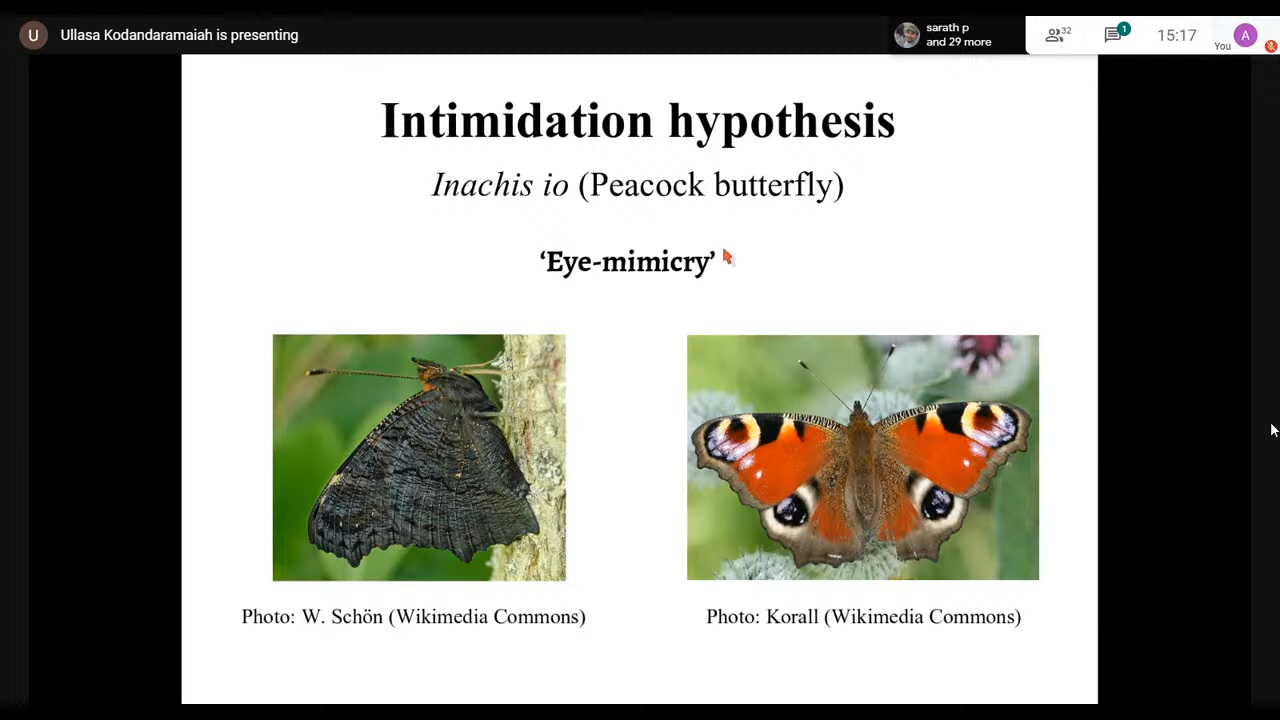 U
Ullasa Kodandaramaiah is presenting
sarath p
and 29 more
32
1
15:17
You
A
Intimidation hypothesis
Inachis io (Peacock butterfly)
‘Eye-mimicry’
Photo: W. Schön (Wikimedia Commons)
Photo: Korall (Wikimedia Commons)